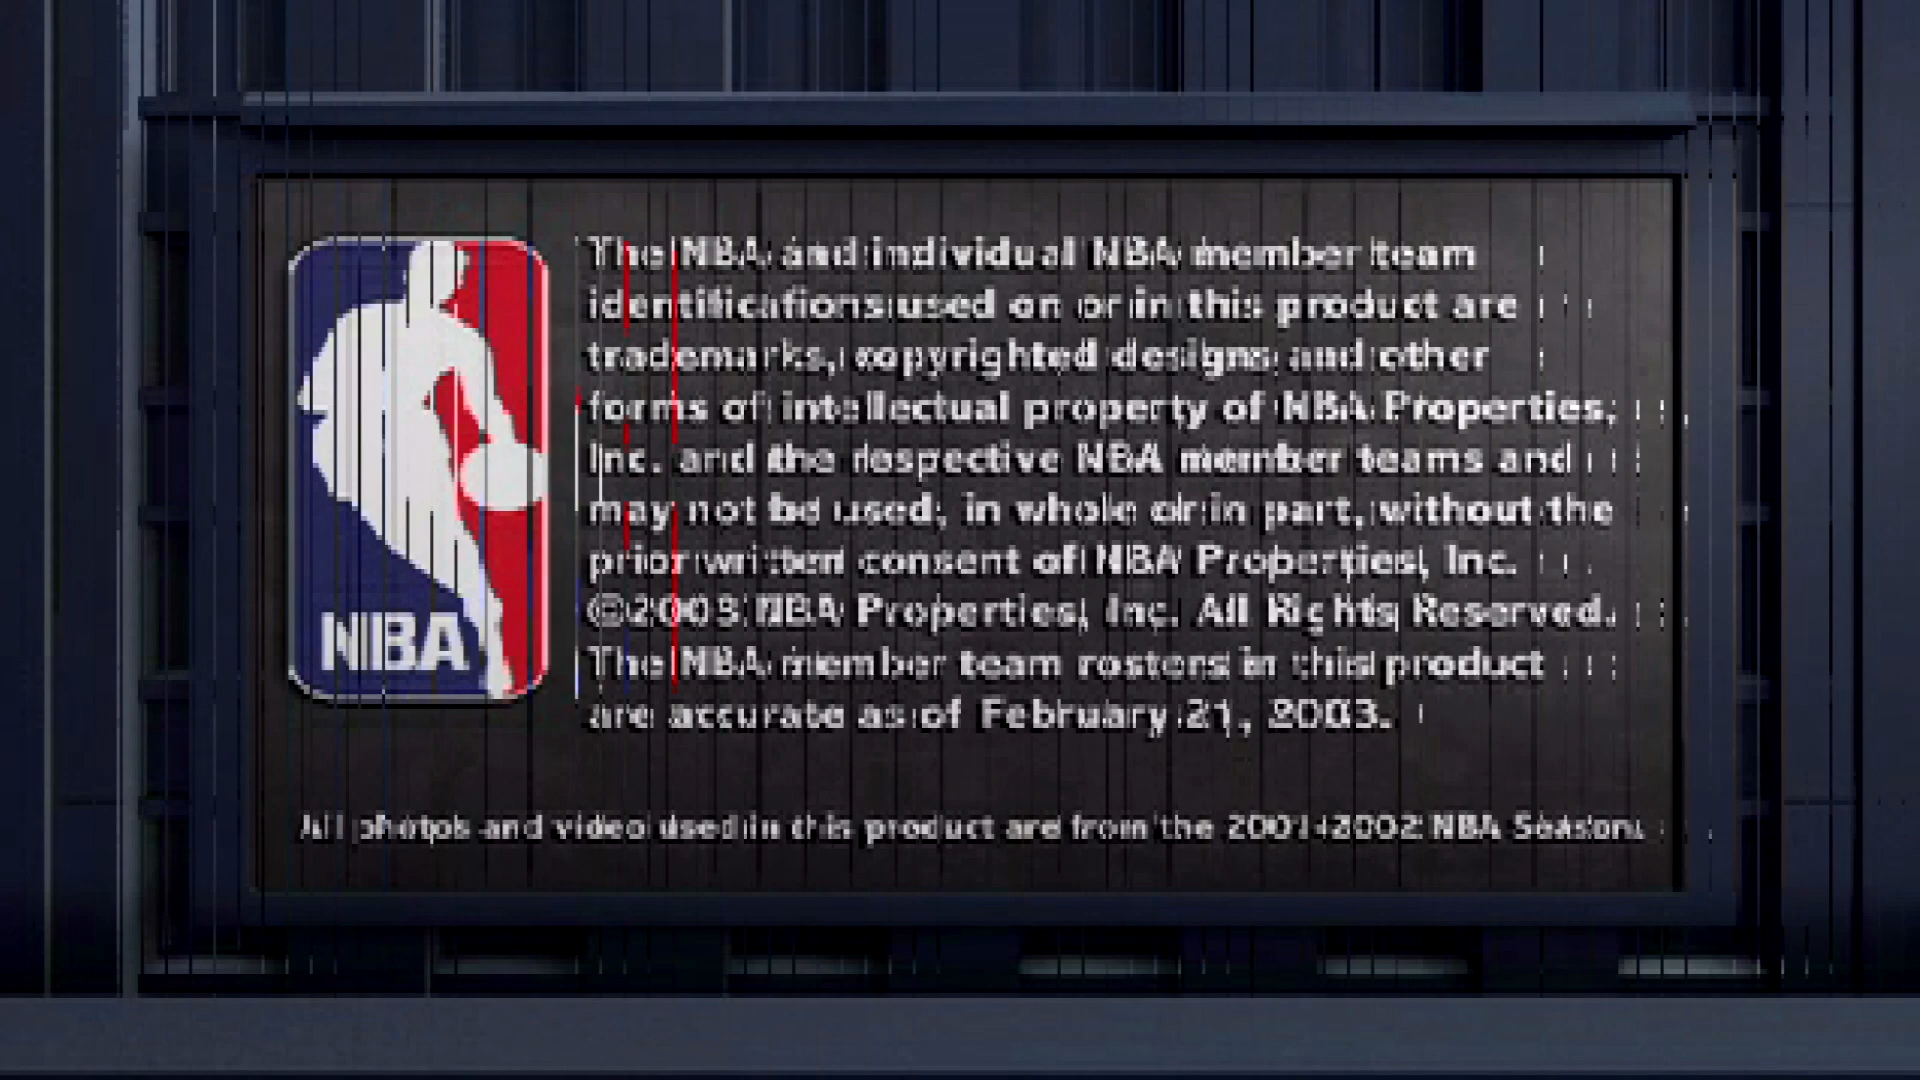 NBA
The NBA and individual NBA member team
identifications used on or in this product are
trademarks, copyrighted designs and other
forms of intellectual property of NBA Properties,
Inc. and the respective NBA member teams and
may not be used, in whole or in part, without the
prior written consent of NBA Properties, Inc.
©2003 NBA Properties, Inc. All Rights Reserved.
The NBA member team rosters in this product
are accurate as of February 21, 2003.
All photos and video used in this product are from the 2001-2002 NBA Season.